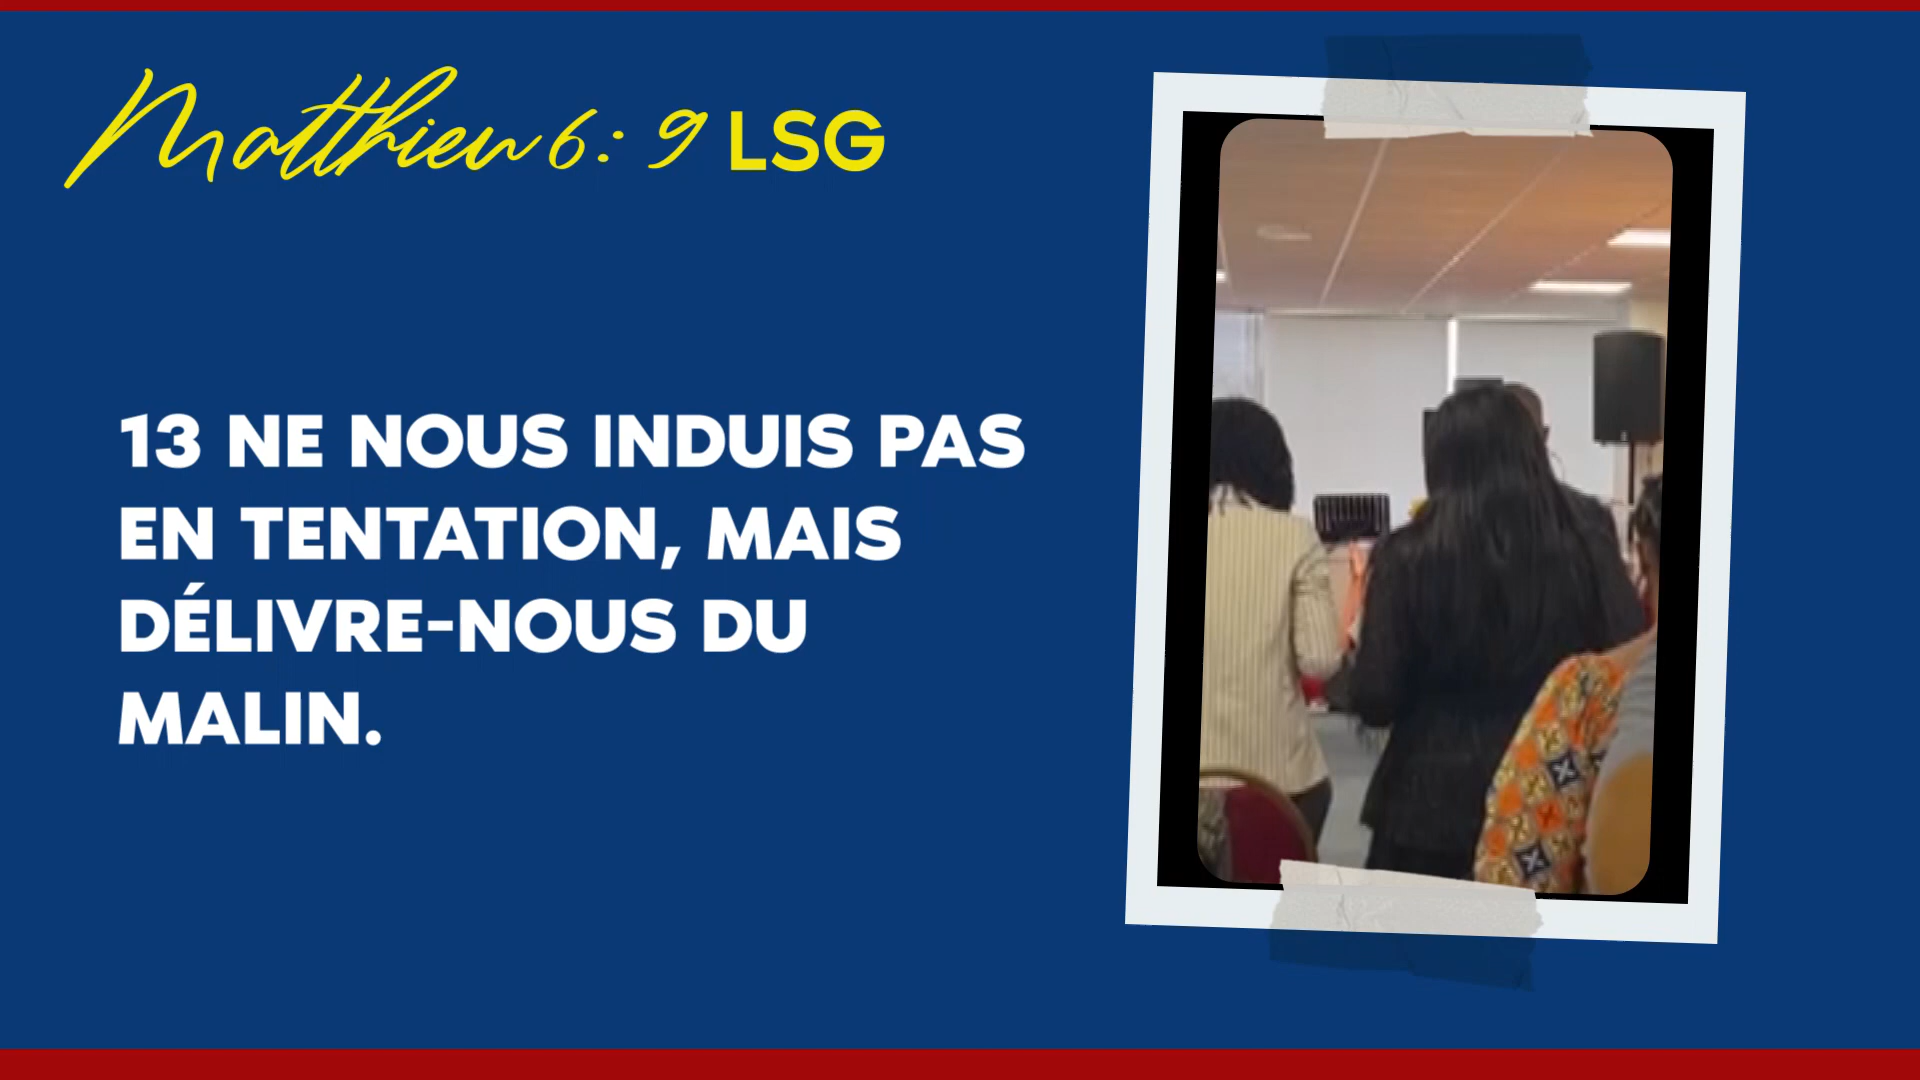 Matthieu 6: 9 LSG
13 NE NOUS INDUIS PAS
EN TENTATION, MAIS
DÉLIVRE-NOUS DU
MALIN.